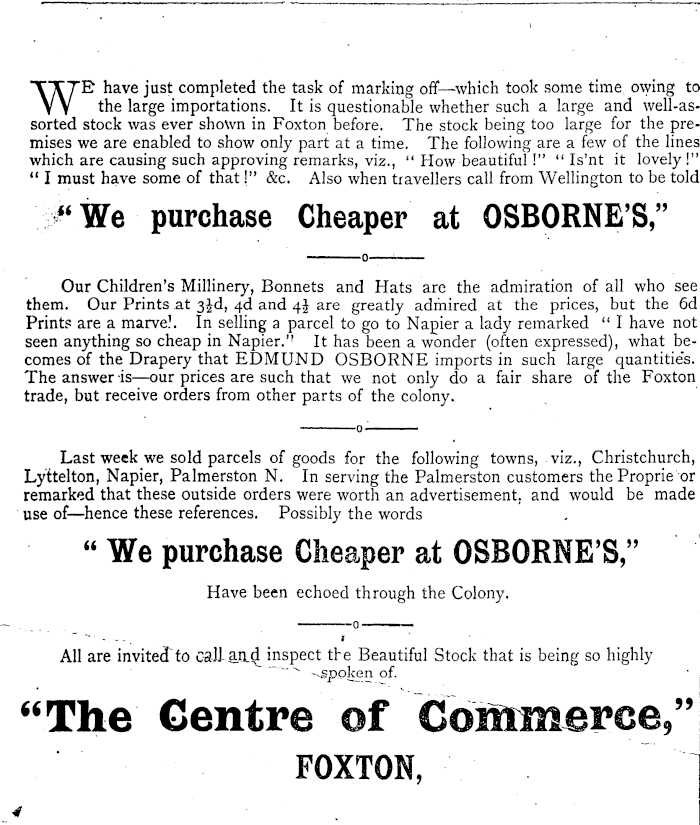 WE have just completed the task of marking off—which took some time owing to
the large importations. It is questionable whether such a large and well-as-
sorted stock was ever shown in Foxton before. The stock being too large for the pre-
mises we are enabled to show only part at a time. The following are a few of the lines
which are causing such approving remarks, viz., “ How beautiful !” “ Is'nt it lovely !”
“ I must have some of that !” &c. Also when travellers call from Wellington to be told
“ We purchase Cheaper at OSBORNE'S,”
Our Children's Millinery, Bonnets and Hats are the admiration of all who see
them. Our Prints at 3½d, 4d and 4½ are greatly admired at the prices, but the 6d
Prints are a marvel. In selling a parcel to go to Napier a lady remarked “ I have not
seen anything so cheap in Napier.” It has been a wonder (often expressed), what be-
comes of the Drapery that EDMUND OSBORNE imports in such large quantities.
The answer is—our prices are such that we not only do a fair share of the Foxton
trade, but receive orders from other parts of the colony.
Last week we sold parcels of goods for the following towns, viz., Christchurch,
Lyttelton, Napier, Palmerston N. In serving the Palmerston customers the Proprietor
remarked that these outside orders were worth an advertisement, and would be made
use of—hence these references. Possibly the words
“ We purchase Cheaper at OSBORNE'S,”
Have been echoed through the Colony.
All are invited to call and inspect the Beautiful Stock that is being so highly
spoken of.
“The Centre of Commerce,”
FOXTON,